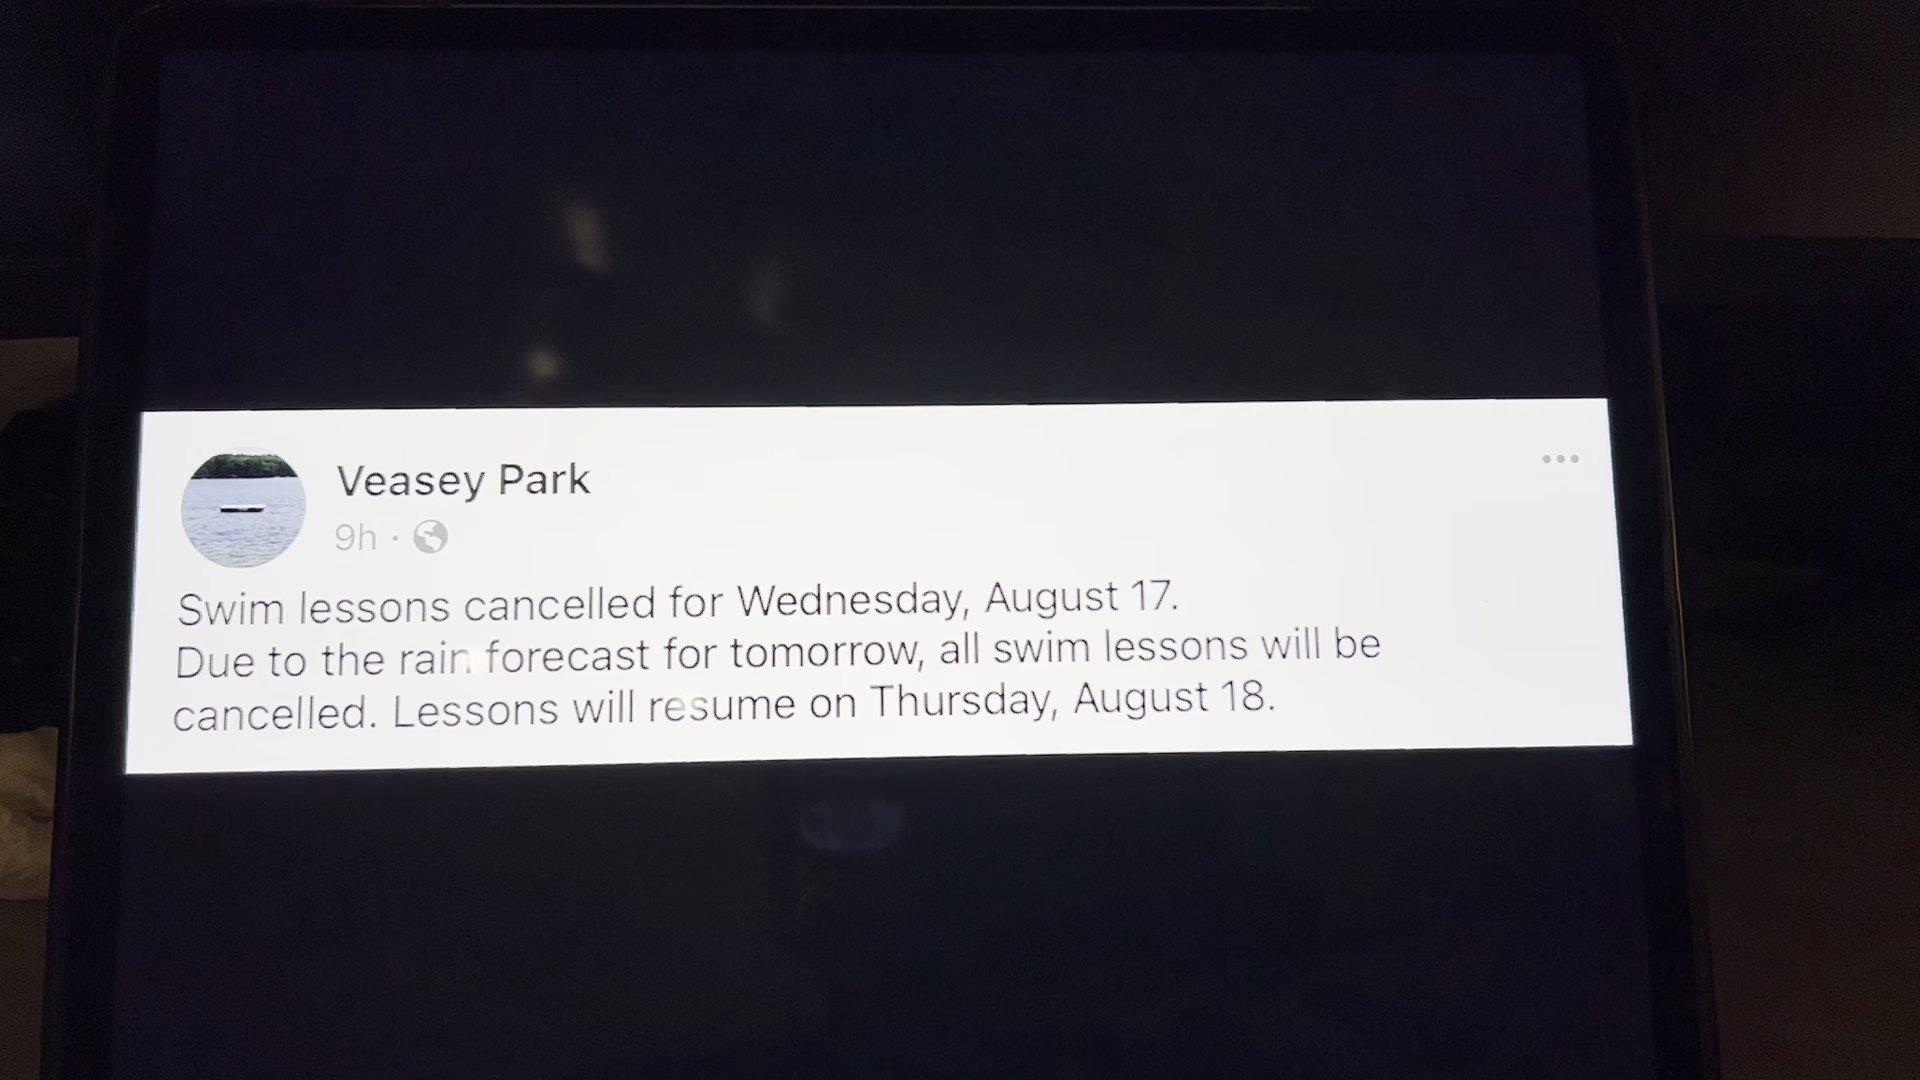 Veasey Park
9h ·
Swim lessons cancelled for Wednesday, August 17.
Due to the rain forecast for tomorrow, all swim lessons will be
cancelled. Lessons will resume on Thursday, August 18.